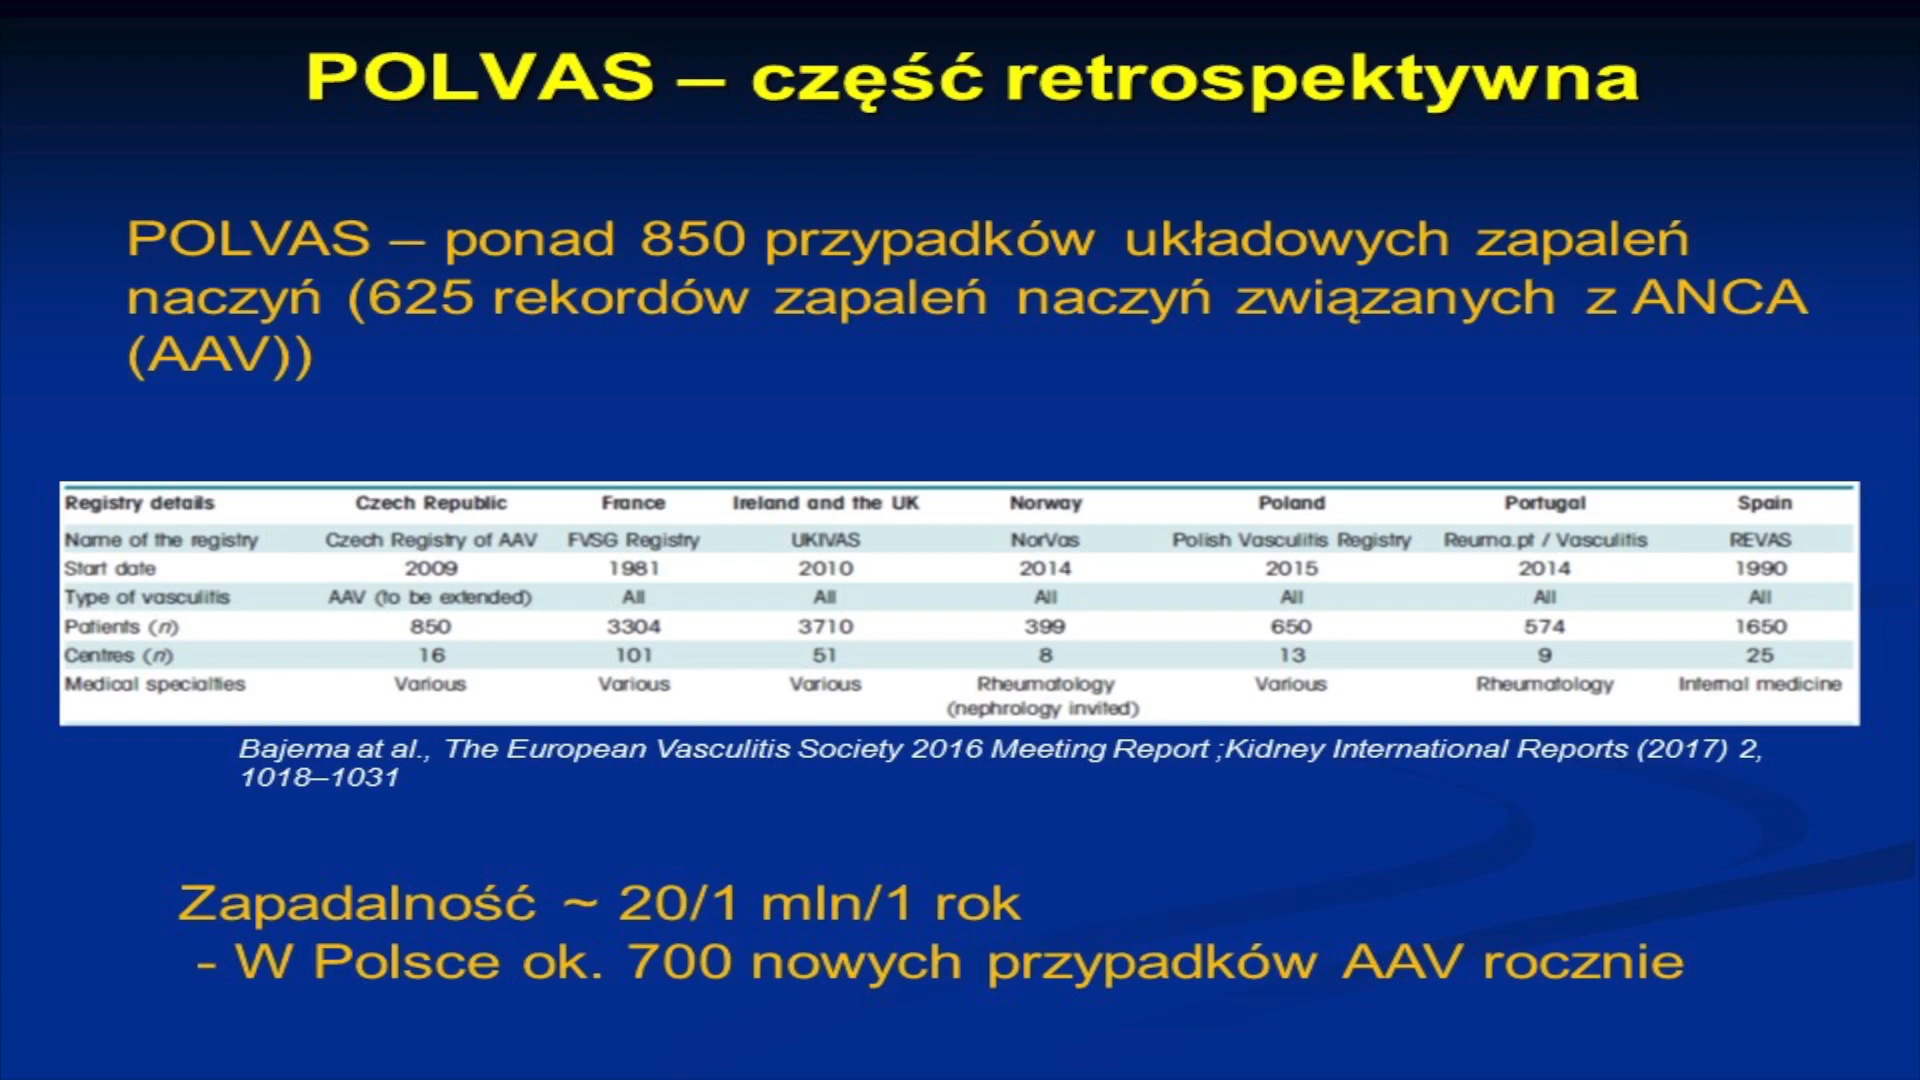 POLVAS – część retrospektywna
POLVAS – ponad 850 przypadków układowych zapaleń
naczyń (625 rekordów zapaleń naczyń związanych z ANCA
(AAV))
Registry details Czech Republic France Ireland and the UK Norway Poland Portugal Spain
Name of the registry Czech Registry of AAV FVSG Registry UKIVAS NorVas Polish Vasculitis Registry Reuma.pt / Vasculitis REVAS
Start date 2009 1981 2010 2014 2015 2014 1990
Type of vasculitis AAV (to be extended) All All All All All All
Patients (n) 850 3304 3710 399 650 574 1650
Centres (n) 16 101 51 8 13 9 25
Medical specialties Various Various Various Rheumatology Various Rheumatology Internal medicine
(nephrology invited)
Bajema at al., The European Vasculitis Society 2016 Meeting Report ;Kidney International Reports (2017) 2,
1018–1031
Zapadalność ~ 20/1 mln/1 rok
- W Polsce ok. 700 nowych przypadków AAV rocznie